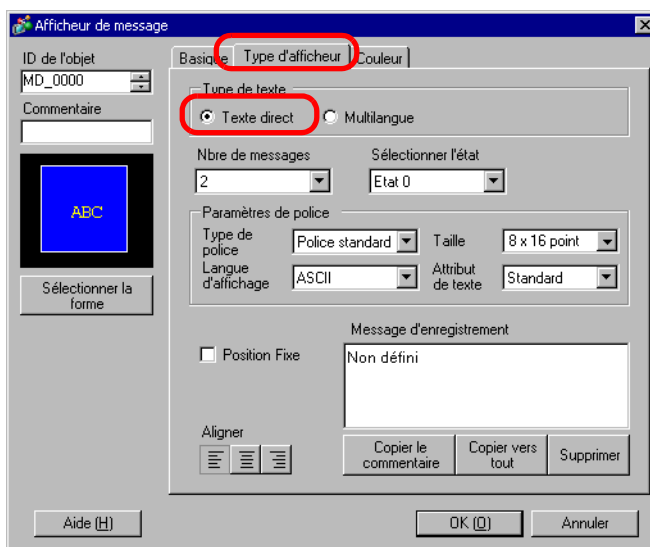 Afficheur de message
ID de l'objet
MD_0000
Commentaire
ABC
Sélectionner la
forme
Basique Type d'afficheur Couleur
Type de texte
Texte direct Multilangue
Nbre de messages Sélectionner l'état
2 Etat 0
Paramètres de police
Type de
police
Police standard
Taille
8 x 16 point
Langue
d'affichage
ASCII
Attribut
de texte
Standard
Message d'enregistrement
Position Fixe
Non défini
Aligner
Copier le
commentaire
Copier vers
tout
Supprimer
Aide (H) OK (O) Annuler